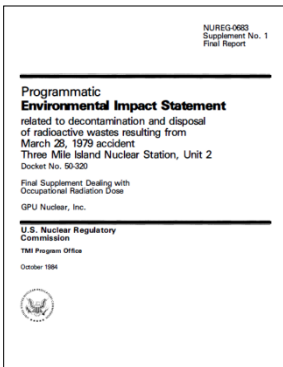 NUREG-0683
Supplement No. 1
Final Report
Programmatic
Environmental Impact Statement
related to decontamination and disposal
of radioactive wastes resulting from
March 28, 1979 accident
Three Mile Island Nuclear Station, Unit 2
Docket No. 50-320
Final Supplement Dealing with
Occupational Radiation Dose
GPU Nuclear, Inc.
U.S. Nuclear Regulatory
Commission
TMI Program Office
October 1984